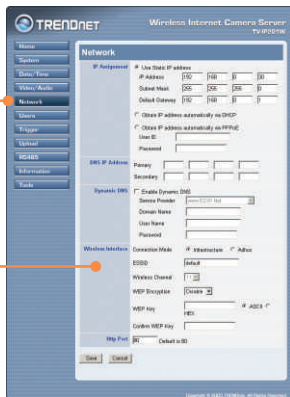 TRENDNET
Wireless Internet Camera Server
TV-IP201W
Home
System
Date/Time
Video/Audio
Network
Users
Trigger
Upload
RS485
Information
Tools
Network
IP Assignment
Use Static IP address
IP Address 192 168 0 30
Subnet Mask 255 255 255 0
Default Gateway 192 168 0 1
Obtain IP address automatically via DHCP
Obtain IP address automatically via PPPoE
User ID
Password
DNS IP Address
Primary
Secondary
Dynamic DNS
Enable Dynamic DNS
Service Provider
Domain Name
User Name
Password
Wireless Interface
Connection Mode Infrastructure Adhoc
ESSID default
Wireless Channel 11
WEP Encryption Disable
WEP Key ASCII
HEX
Confirm WEP Key
Http Port 80 Default is 80
Save Cancel